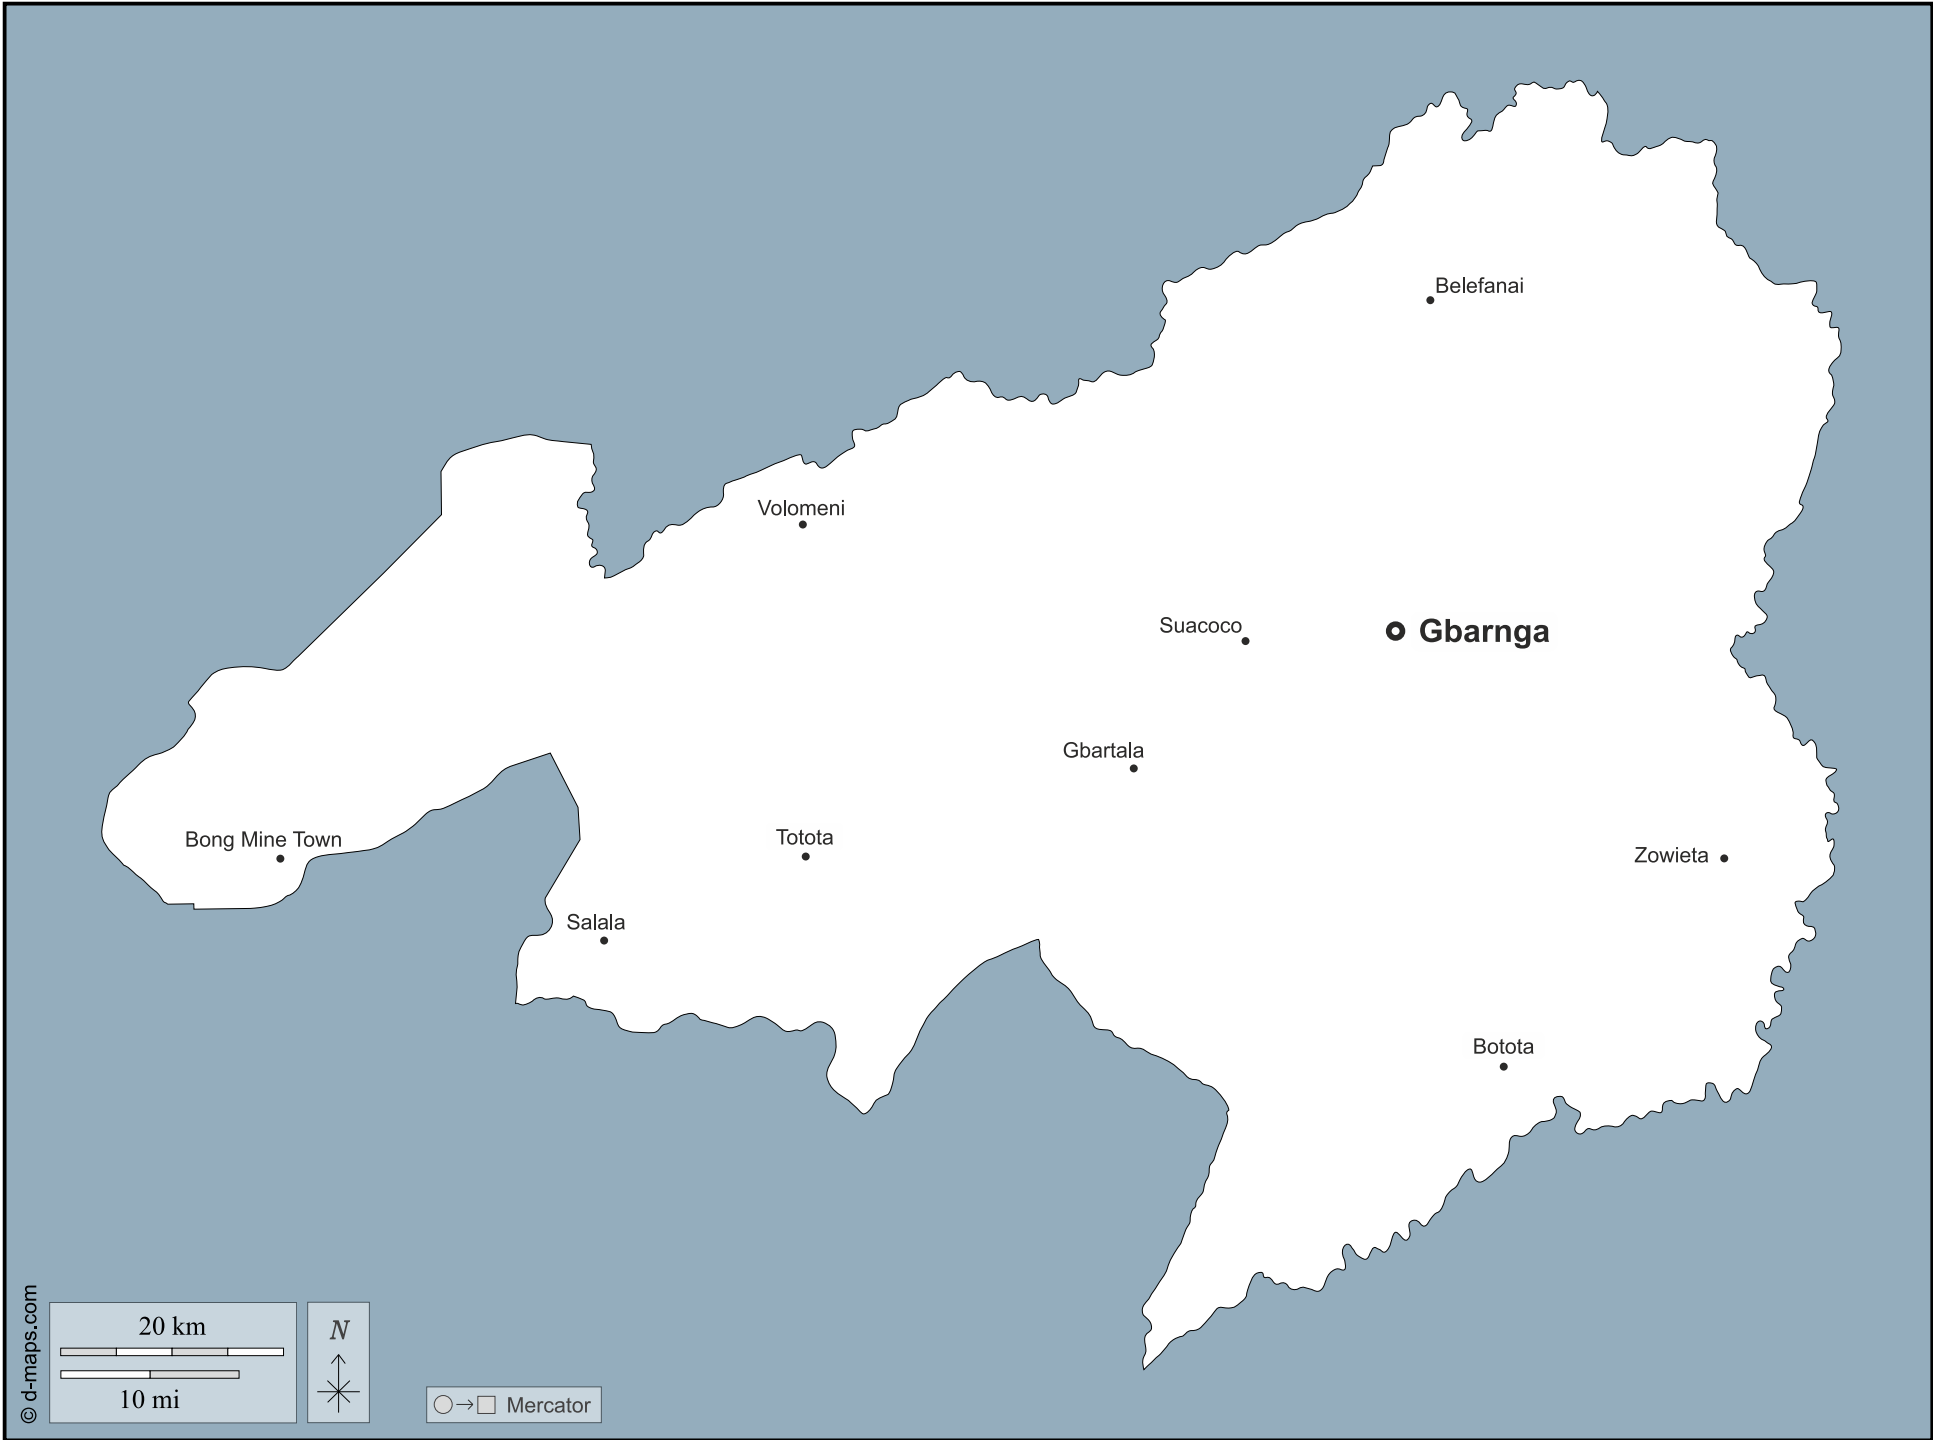 Belefanai
Volomeni
Suacoco
Gbarnga
Gbartala
Totota
Bong Mine Town
Zowieta
Salala
Botota
© d-maps.com
20 km
10 mi
N
Mercator